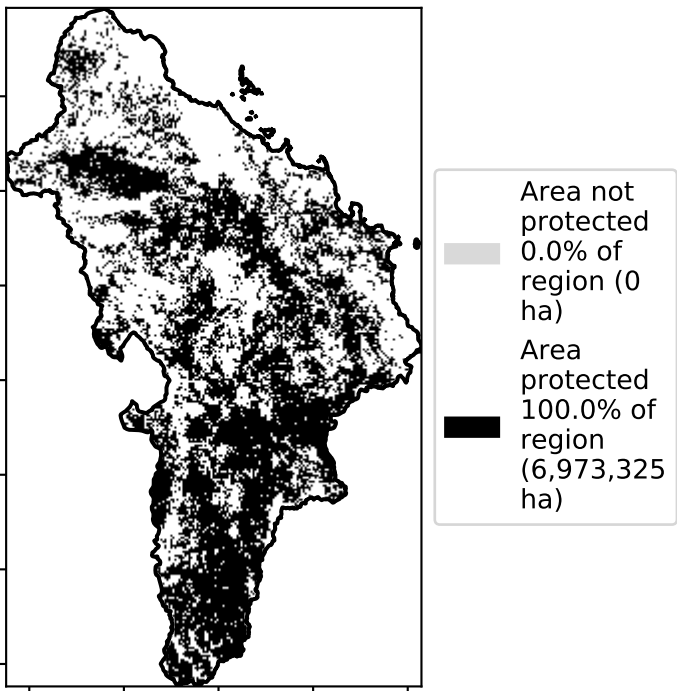 Area not
protected
0.0% of
region (0
ha)
Area
protected
100.0% of
region
(6,973,325
ha)